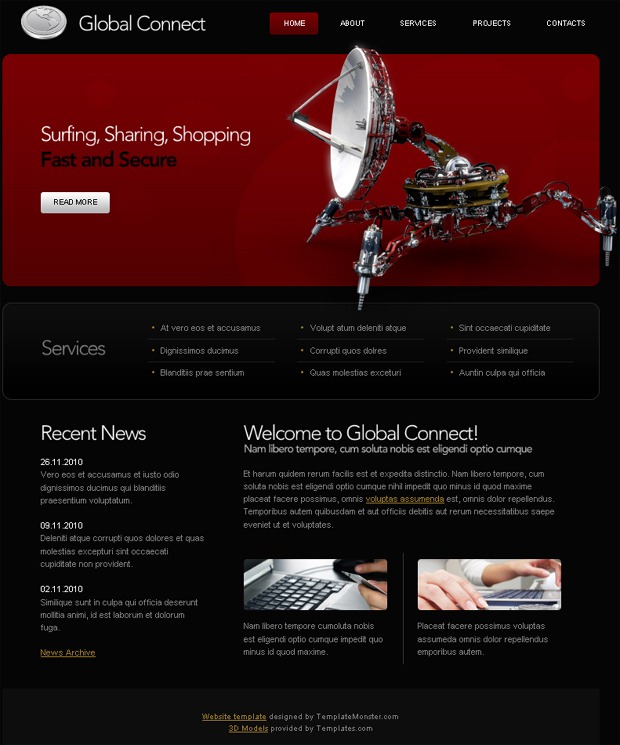 Global Connect
HOME ABOUT SERVICES PROJECTS CONTACTS
Surfing, Sharing, Shopping
Fast and Secure
READ MORE
Services
At vero eos et accusamus
Dignissimos ducimus
Blanditiis prae sentium
Volupt atum deleniti atque
Corrupti quos dolres
Quas molestias exceturi
Sint occaecati cupiditate
Provident similique
Auntin culpa qui officia
Recent News
26.11.2010
Vero eos et accusamus et iusto odio
dignissimos ducimus qui blanditiis
praesentium voluptatum.
09.11.2010
Deleniti atque corrupti quos dolores et quas
molestias excepturi sint occaecati
cupiditate non provident.
02.11.2010
Similique sunt in culpa qui officia deserunt
mollitia animi, id est laborum et dolorum
fuga.
News Archive
Welcome to Global Connect!
Nam libero tempore, cum soluta nobis est eligendi optio cumque
Et harum quidem rerum facilis est et expedita distinctio. Nam libero tempore, cum
soluta nobis est eligendi optio cumque nihil impedit quo minus id quod maxime
placeat facere possimus, omnis voluptas assumenda est, omnis dolor repellendus.
Temporibus autem quibusdam et aut officiis debitis aut rerum necessitatibus saepe
eveniet ut et voluptates.
Nam libero tempore cumoluta nobis
est eligendi optio cumque impedit quo
minus id quod maxime.
Placeat facere possimus voluptas
assumeda omnis dolor repellendus
emporibus autem.
Website template designed by TemplateMonster.com
3D Models provided by Templates.com